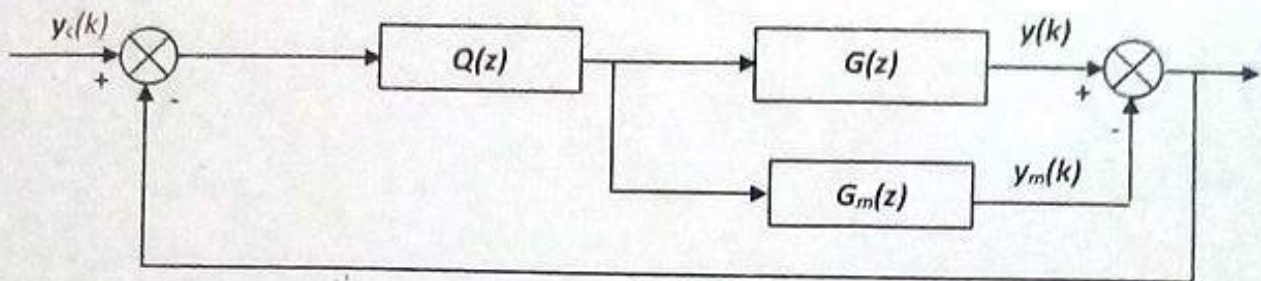 y꜀(k)
+
-
Q(z)
G(z)
y(k)
+
-
Gₘ(z)
yₘ(k)